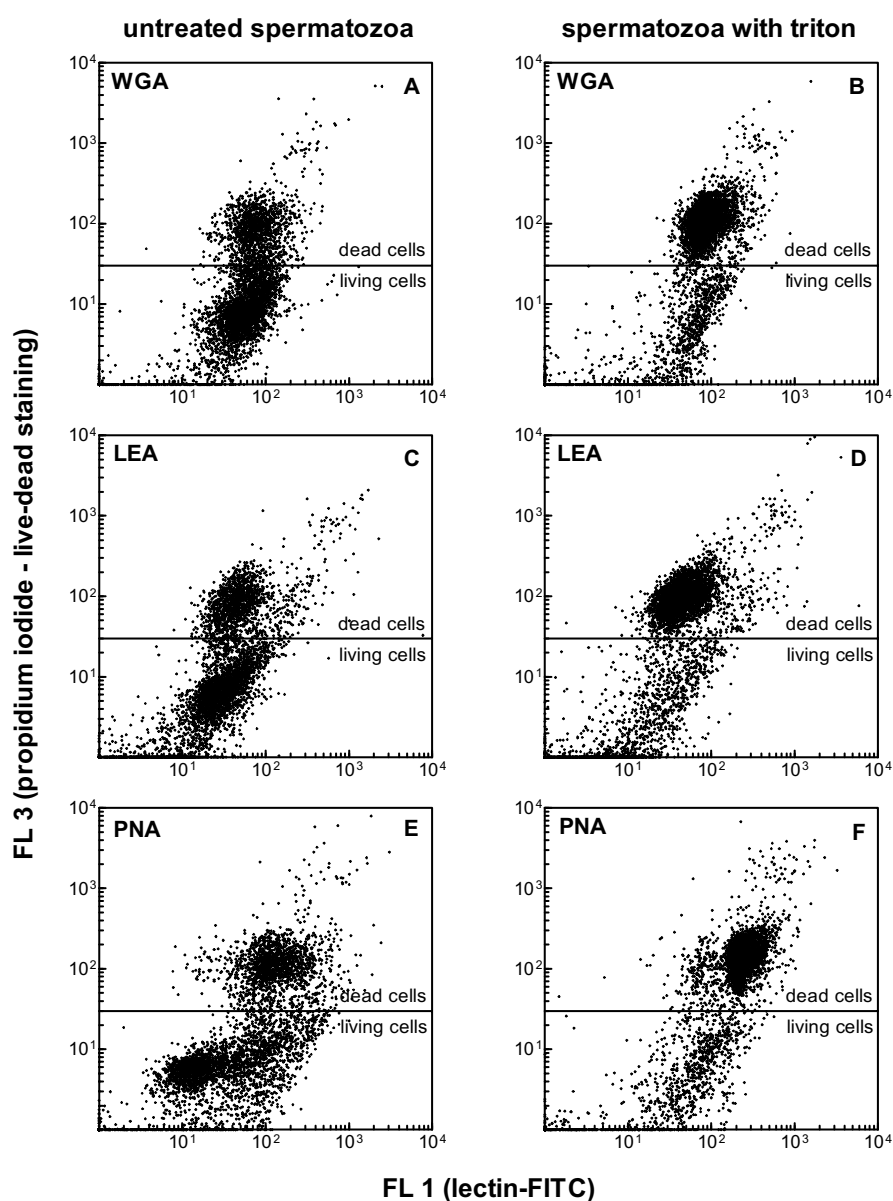 untreated spermatozoa
spermatozoa with triton
FL 3 (propidium iodide - live-dead staining)
10⁴
WGA
A
10³
10²
dead cells
living cells
10¹
10¹ 10² 10³ 10⁴
10⁴
WGA
B
10³
10²
dead cells
living cells
10¹
10¹ 10² 10³ 10⁴
10⁴
LEA
C
10³
10²
dead cells
living cells
10¹
10¹ 10² 10³ 10⁴
10⁴
LEA
D
10³
10²
dead cells
living cells
10¹
10¹ 10² 10³ 10⁴
10⁴
PNA
E
10³
10²
dead cells
living cells
10¹
10¹ 10² 10³ 10⁴
10⁴
PNA
F
10³
10²
dead cells
living cells
10¹
10¹ 10² 10³ 10⁴
FL 1 (lectin-FITC)